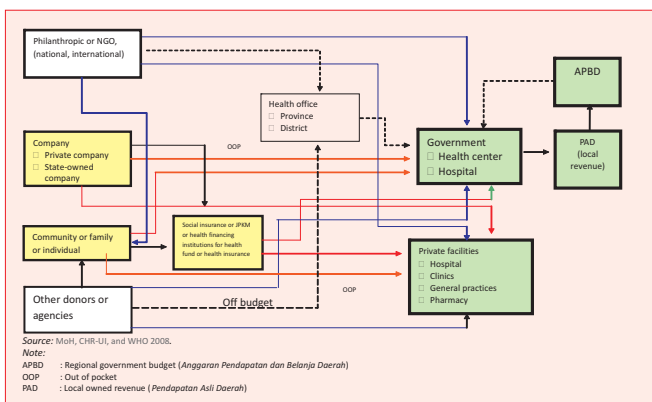 Philanthropic or NGO,
(national, international)
Company
□ Private company
□ State-owned
company
Community or family
or individual
Other donors or
agencies
OOP
Health office
□ Province
□ District
Social insurance or JPKM
or health financing
institutions for health
fund or health insurance
Off budget
OOP
Government
□ Health center
□ Hospital
APBD
PAD
(local
revenue)
Private facilities
□ Hospital
□ Clinics
□ General practices
□ Pharmacy
Source: MoH, CHR-UI, and WHO 2008.
Note:
APBD : Regional government budget (Anggaran Pendapatan dan Belanja Daerah)
OOP : Out of pocket
PAD : Local owned revenue (Pendapatan Asli Daerah)